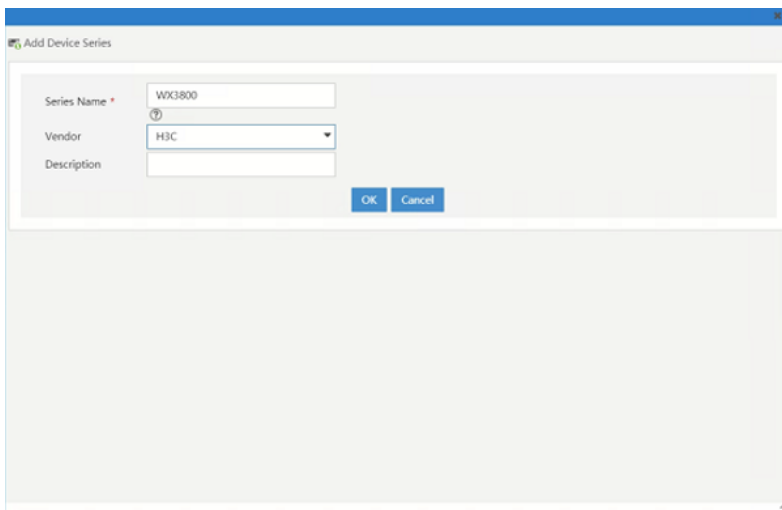 Add Device Series
Series Name * WX3800
?
Vendor H3C
Description
OK Cancel